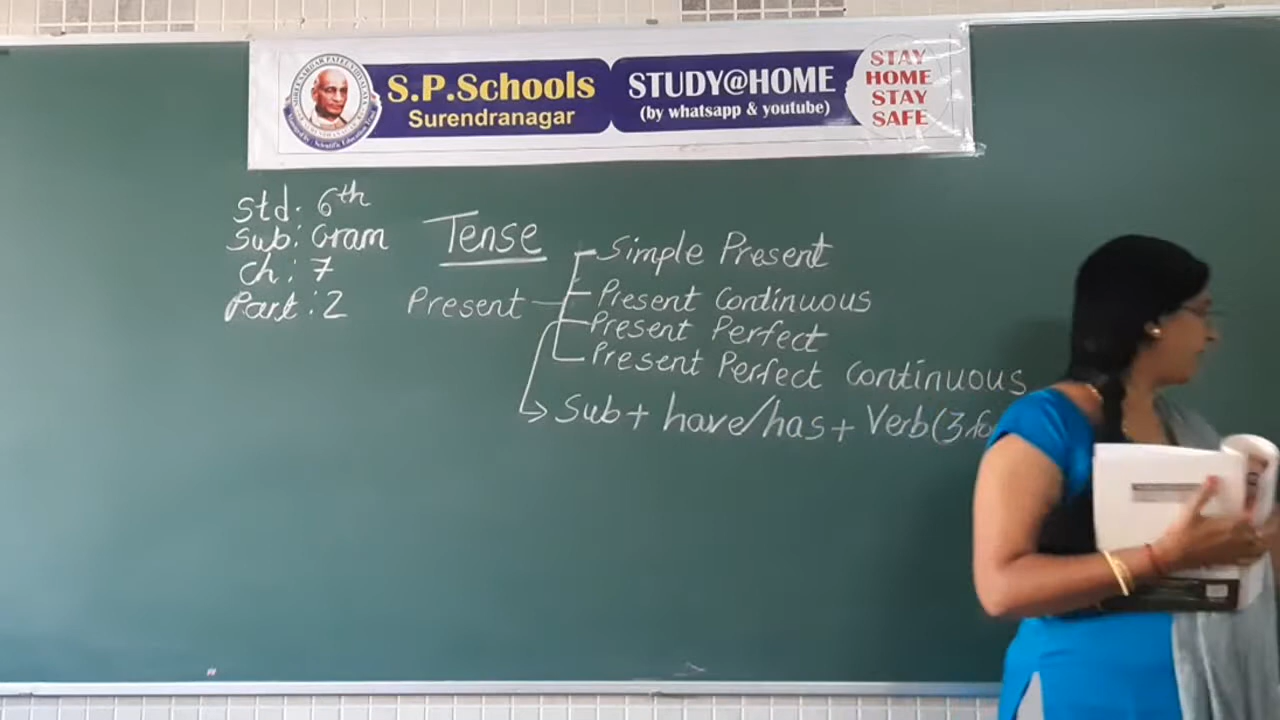 S.P.Schools
Surendranagar
STUDY@HOME
(by whatsapp & youtube)
STAY
HOME
STAY
SAFE
Std. 6th
Sub: Gram
Ch: 7
Part: 2
Tense
Present
Simple Present
Present Continuous
Present Perfect
Present Perfect Continuous
Sub + have/has + Verb (3